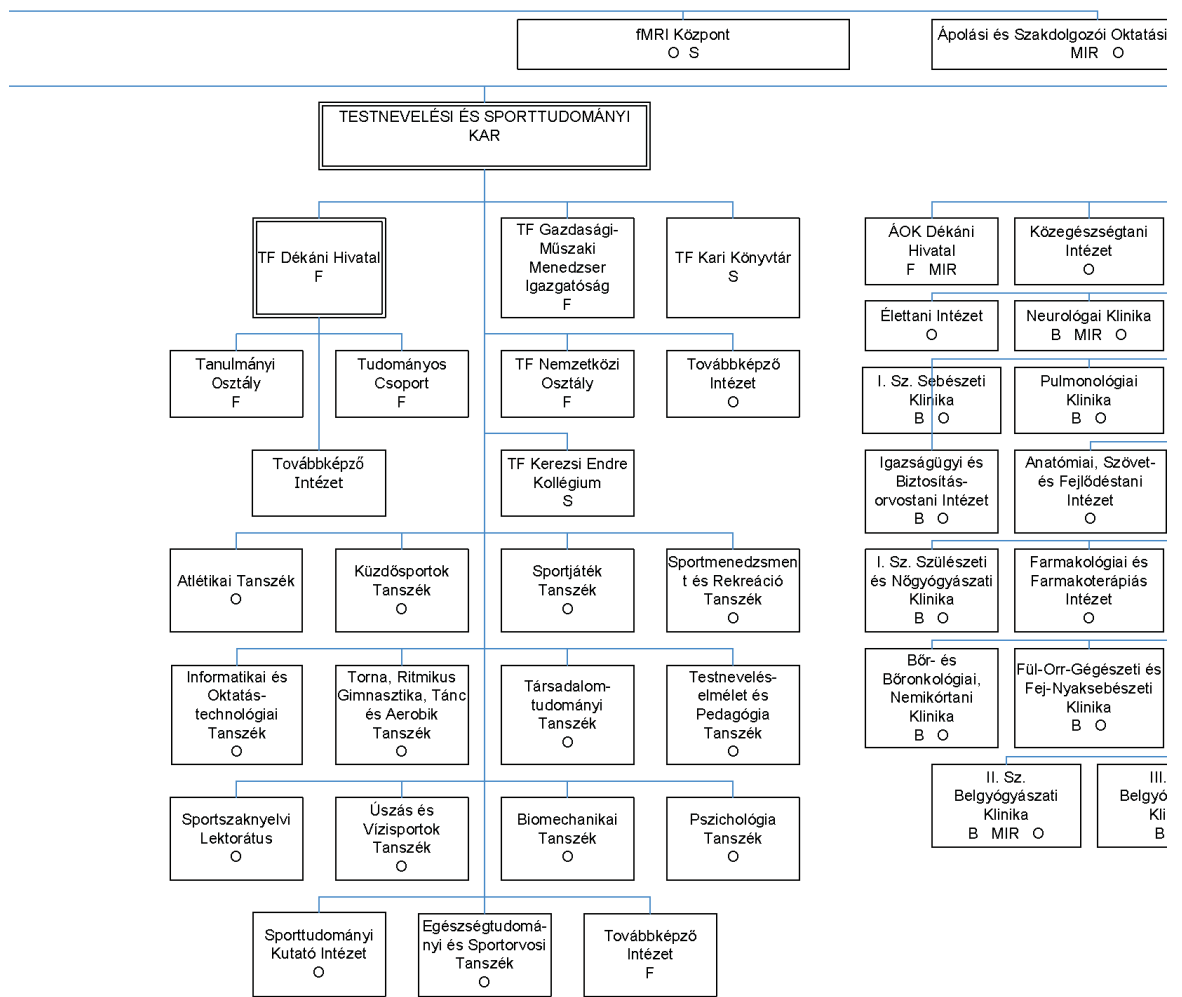 fMRI Központ
O S
Ápolási és Szakdolgozói Oktatási
MIR O
TESTNEVELÉSI ÉS SPORTTUDOMÁNYI
KAR
TF Dékáni Hivatal
F
TF Gazdasági-
Műszaki
Menedzser
Igazgatóság
F
TF Kari Könyvtár
S
ÁOK Dékáni
Hivatal
F MIR
Közegészségtani
Intézet
O
Élettani Intézet
O
Neurológai Klinika
B MIR O
Tanulmányi
Osztály
F
Tudományos
Csoport
F
TF Nemzetközi
Osztály
F
Továbbképző
Intézet
O
I. Sz. Sebészeti
Klinika
B O
Pulmonológiai
Klinika
B O
Továbbképző
Intézet
TF Kerezsi Endre
Kollégium
S
Igazságügyi és
Biztosítás-
orvostani Intézet
B O
Anatómiai, Szövet-
és Fejlődéstani
Intézet
O
Atlétikai Tanszék
O
Küzdősportok
Tanszék
O
Sportjáték
Tanszék
O
Sportmenedzsmen
t és Rekreáció
Tanszék
O
I. Sz. Szülészeti
és Nőgyógyászati
Klinika
B O
Farmakológiai és
Farmakoterápiás
Intézet
O
Informatikai és
Oktatás-
technológiai
Tanszék
O
Torna, Ritmikus
Gimnasztika, Tánc
és Aerobik
Tanszék
O
Társadalom-
tudományi
Tanszék
O
Testnevelés-
elmélet és
Pedagógia
Tanszék
O
Bőr- és
Bőronkológiai,
Nemikórtani
Klinika
B O
Fül-Orr-Gégészeti és
Fej-Nyaksebészeti
Klinika
B O
II. Sz.
Belgyógyászati
Klinika
B MIR O
III.
Belgyó
Kli
B
Sportszaknyelvi
Lektorátus
O
Úszás és
Vízisportok
Tanszék
O
Biomechanikai
Tanszék
O
Pszichológia
Tanszék
O
Sporttudományi
Kutató Intézet
O
Egészségtudomá-
nyi és Sportorvosi
Tanszék
O
Továbbképző
Intézet
F